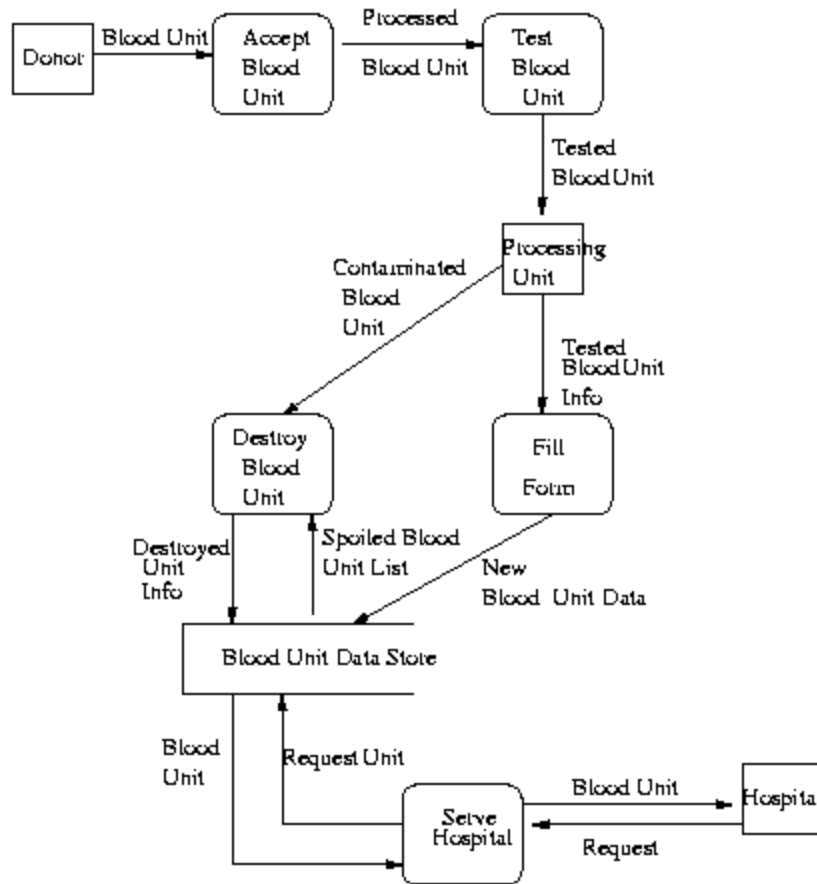 Donor
Blood Unit
Accept
Blood
Unit
Processed
Blood Unit
Test
Blood
Unit
Tested
Blood Unit
Processing
Unit
Contaminated
Blood
Unit
Tested
Blood Unit
Info
Destroy
Blood
Unit
Fill
Form
Destroyed
Unit
Info
Spoiled Blood
Unit List
New
Blood Unit Data
Blood Unit Data Store
Blood
Unit
Request Unit
Serve
Hospital
Blood Unit
Request
Hospital